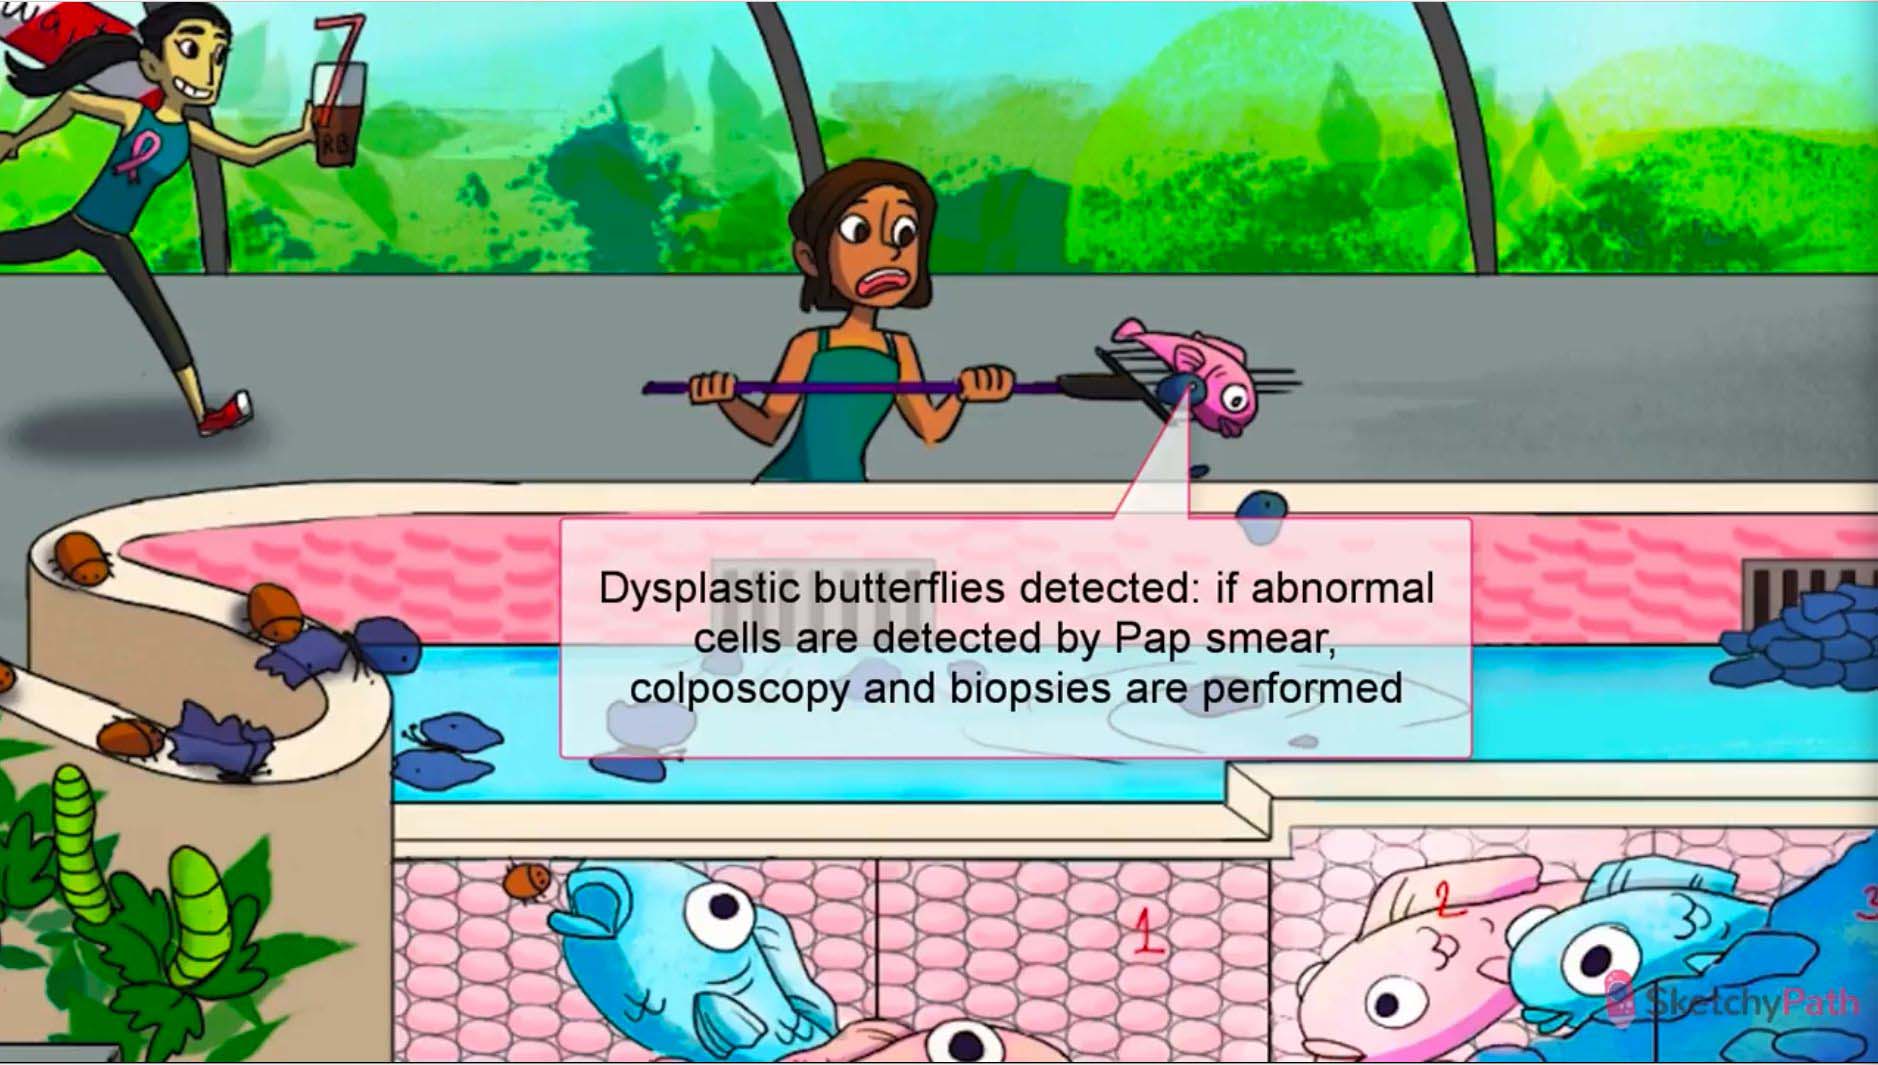 RB
Dysplastic butterflies detected: if abnormal
cells are detected by Pap smear,
colposcopy and biopsies are performed
1
2
3
SketchyPath